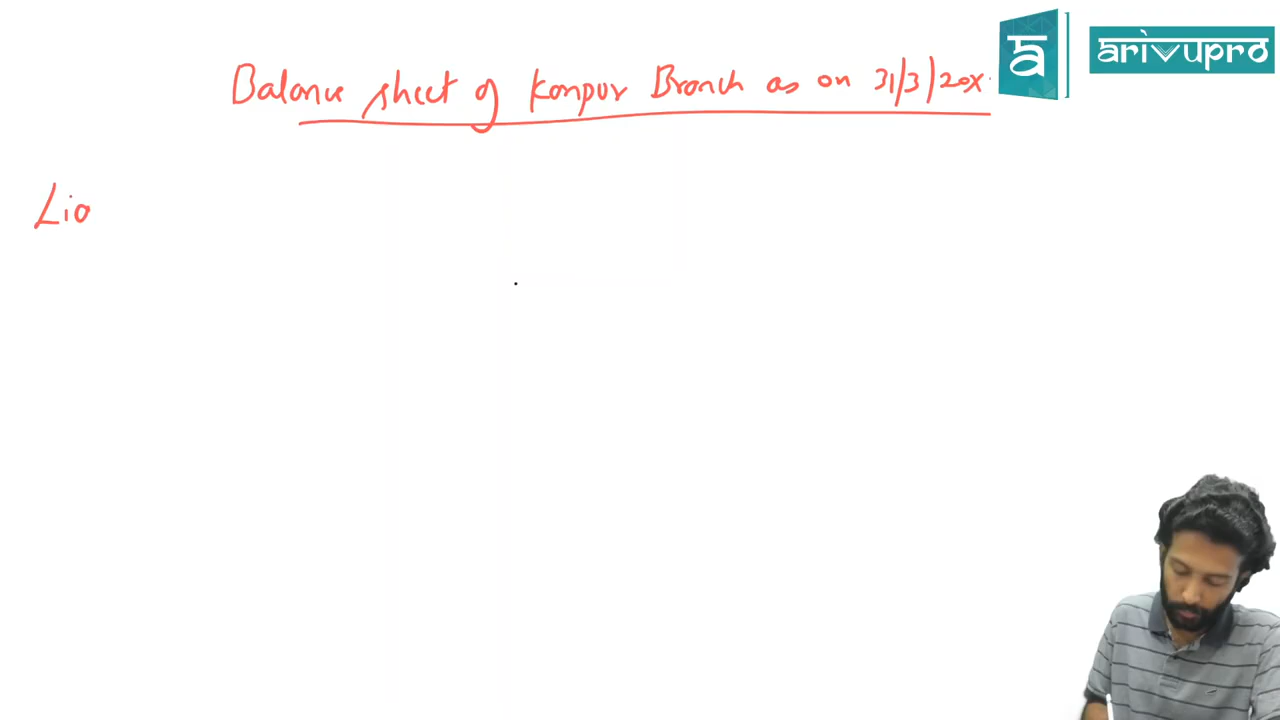 Balance sheet of Kanpur Branch as on 31/3/20X
arivupro
Lia